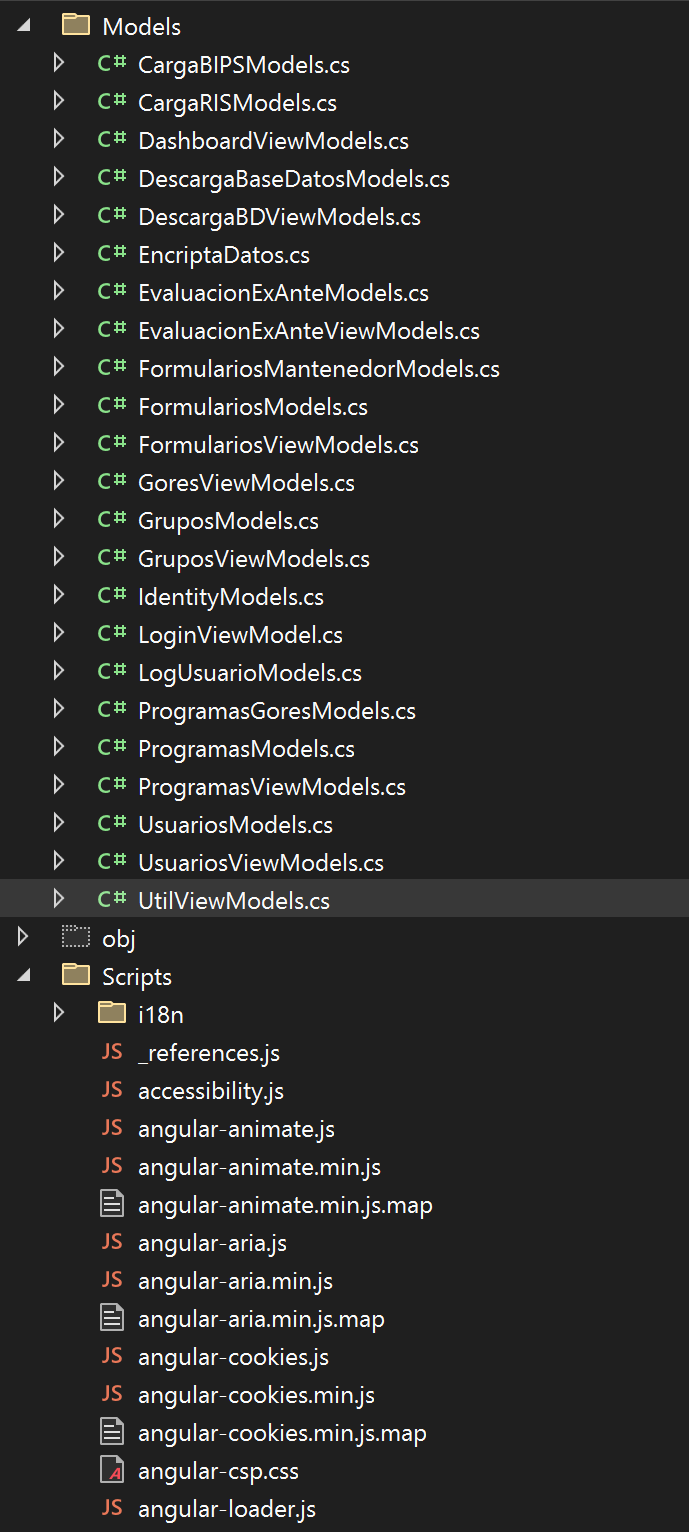 Models
C# CargaBIPSModels.cs
C# CargaRISModels.cs
C# DashboardViewModels.cs
C# DescargaBaseDatosModels.cs
C# DescargaBDViewModels.cs
C# EncriptaDatos.cs
C# EvaluacionExAnteModels.cs
C# EvaluacionExAnteViewModels.cs
C# FormulariosMantenedorModels.cs
C# FormulariosModels.cs
C# FormulariosViewModels.cs
C# GoresViewModels.cs
C# GruposModels.cs
C# GruposViewModels.cs
C# IdentityModels.cs
C# LoginViewModel.cs
C# LogUsuarioModels.cs
C# ProgramasGoresModels.cs
C# ProgramasModels.cs
C# ProgramasViewModels.cs
C# UsuariosModels.cs
C# UsuariosViewModels.cs
C# UtilViewModels.cs
obj
Scripts
i18n
JS _references.js
JS accessibility.js
JS angular-animate.js
JS angular-animate.min.js
angular-animate.min.js.map
JS angular-aria.js
JS angular-aria.min.js
angular-aria.min.js.map
JS angular-cookies.js
JS angular-cookies.min.js
angular-cookies.min.js.map
angular-csp.css
JS angular-loader.js